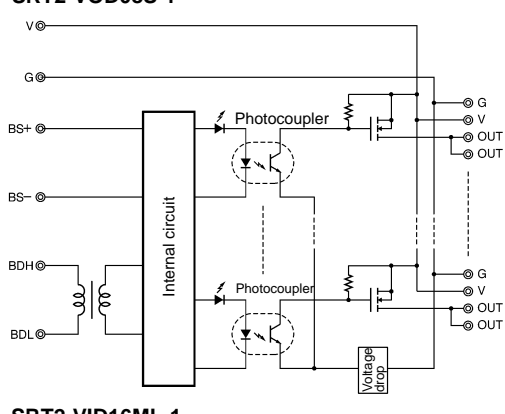 SRT2-VOD08S-1
V
G
BS+
BS−
BDH
BDL
Internal circuit
Photocoupler
Photocoupler
G
V
OUT
OUT
G
V
OUT
OUT
Voltage
drop
SRT2-VID16ML-1